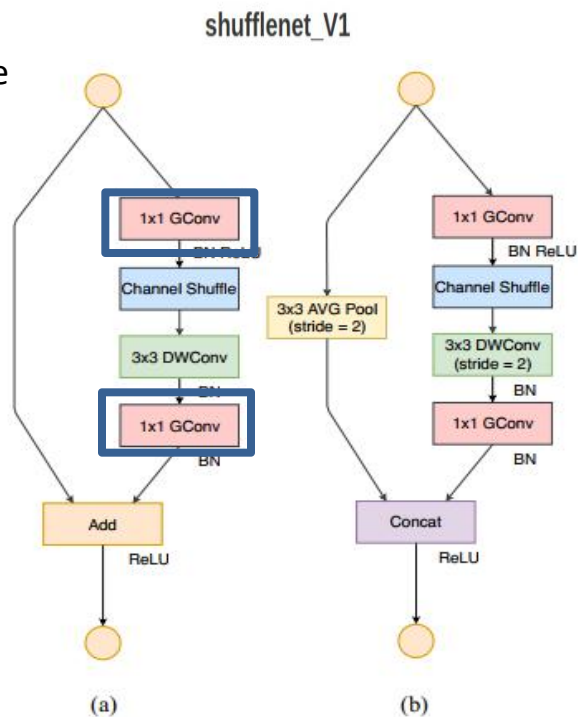 shufflenet_V1
e
1x1 GConv
BN ReLU
Channel Shuffle
3x3 DWConv
BN
1x1 GConv
BN
Add
ReLU
(a)
1x1 GConv
BN ReLU
Channel Shuffle
3x3 AVG Pool
(stride = 2)
3x3 DWConv
(stride = 2)
BN
1x1 GConv
BN
Concat
ReLU
(b)